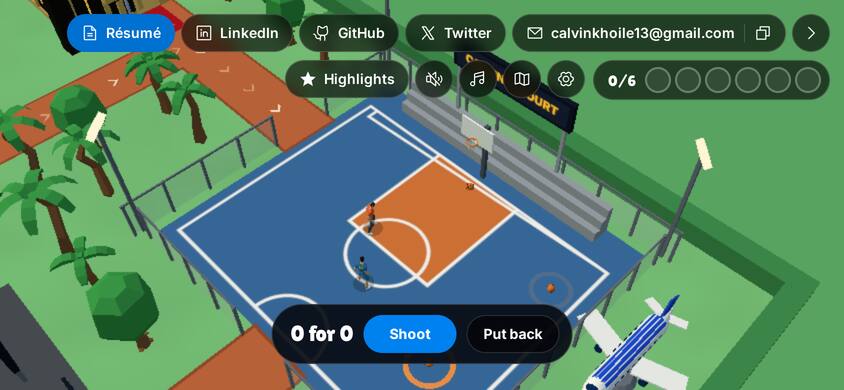 Résumé
LinkedIn
GitHub
Twitter
calvinkhoile13@gmail.com
Highlights
0/6
COURT
0 for 0
Shoot
Put back